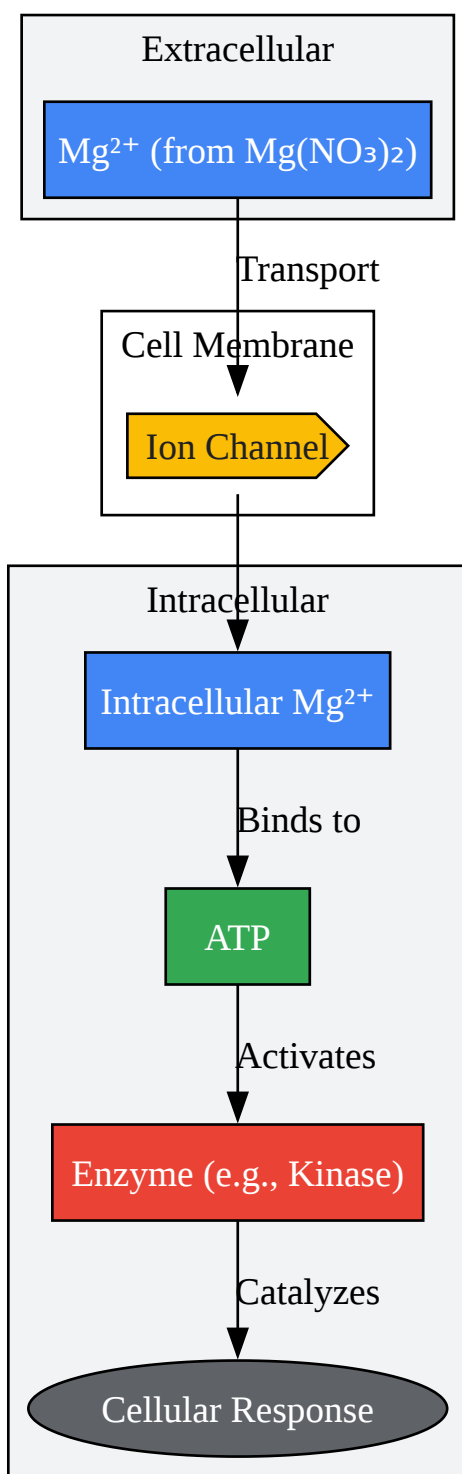 Extracellular
Mg²⁺ (from Mg(NO₃)₂)
Transport
Cell Membrane
Ion Channel
Intracellular
Intracellular Mg²⁺
Binds to
ATP
Activates
Enzyme (e.g., Kinase)
Catalyzes
Cellular Response